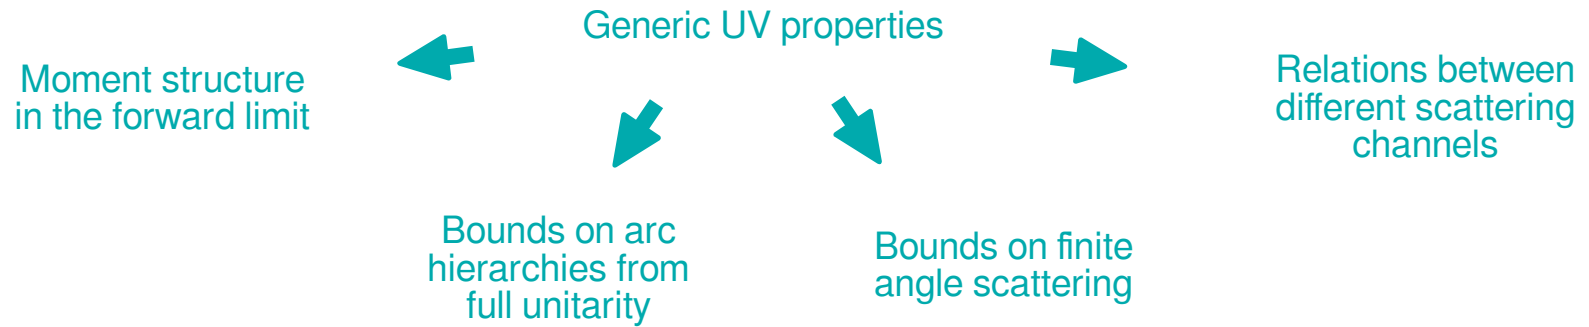 Generic UV properties
Moment structure
in the forward limit
Relations between
different scattering
channels
Bounds on arc
hierarchies from
full unitarity
Bounds on finite
angle scattering